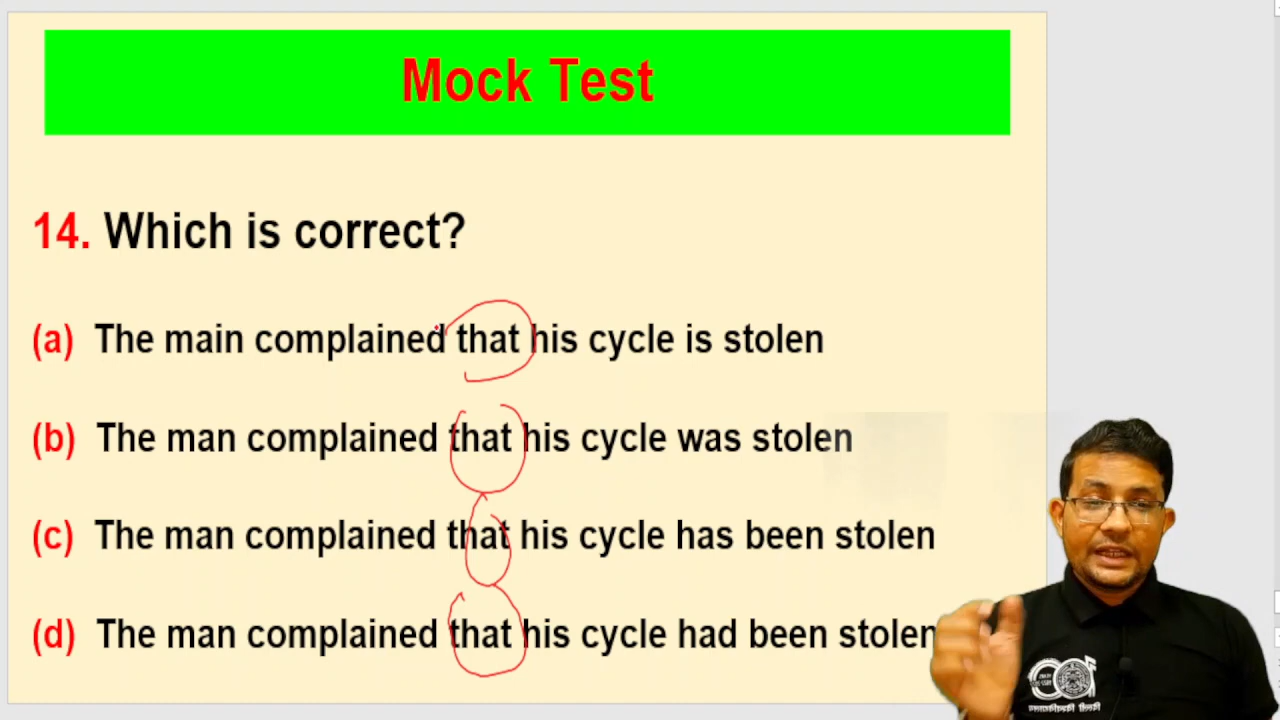 Mock Test
14. Which is correct?
(a) The main complained that his cycle is stolen
(b) The man complained that his cycle was stolen
(c) The man complained that his cycle has been stolen
(d) The man complained that his cycle had been stolen